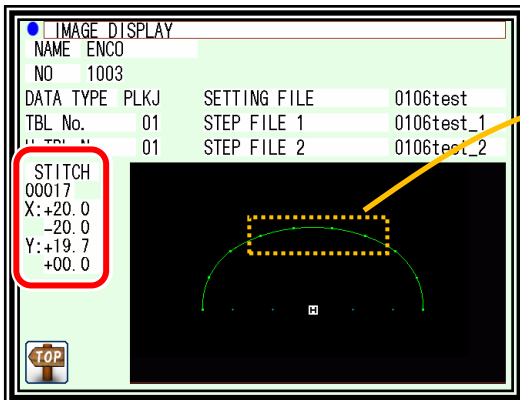 IMAGE DISPLAY
NAME ENCO
NO 1003
DATA TYPE PLKJ SETTING FILE 0106test
TBL No. 01 STEP FILE 1 0106test_1
01 STEP FILE 2 0106test_2
STITCH
00017
X:+20.0
-20.0
Y:+19.7
+00.0
H
TOP